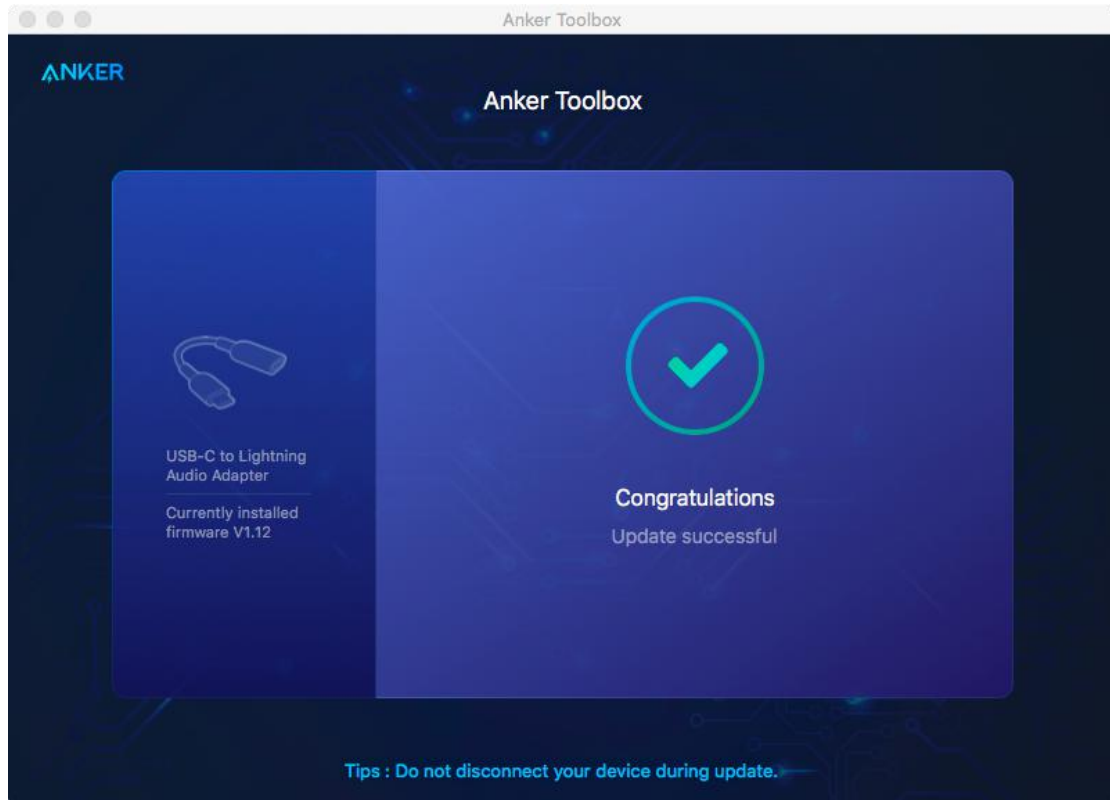 Anker Toolbox
ANKER
Anker Toolbox
USB-C to Lightning
Audio Adapter
Currently installed
firmware V1.12
Congratulations
Update successful
Tips : Do not disconnect your device during update.